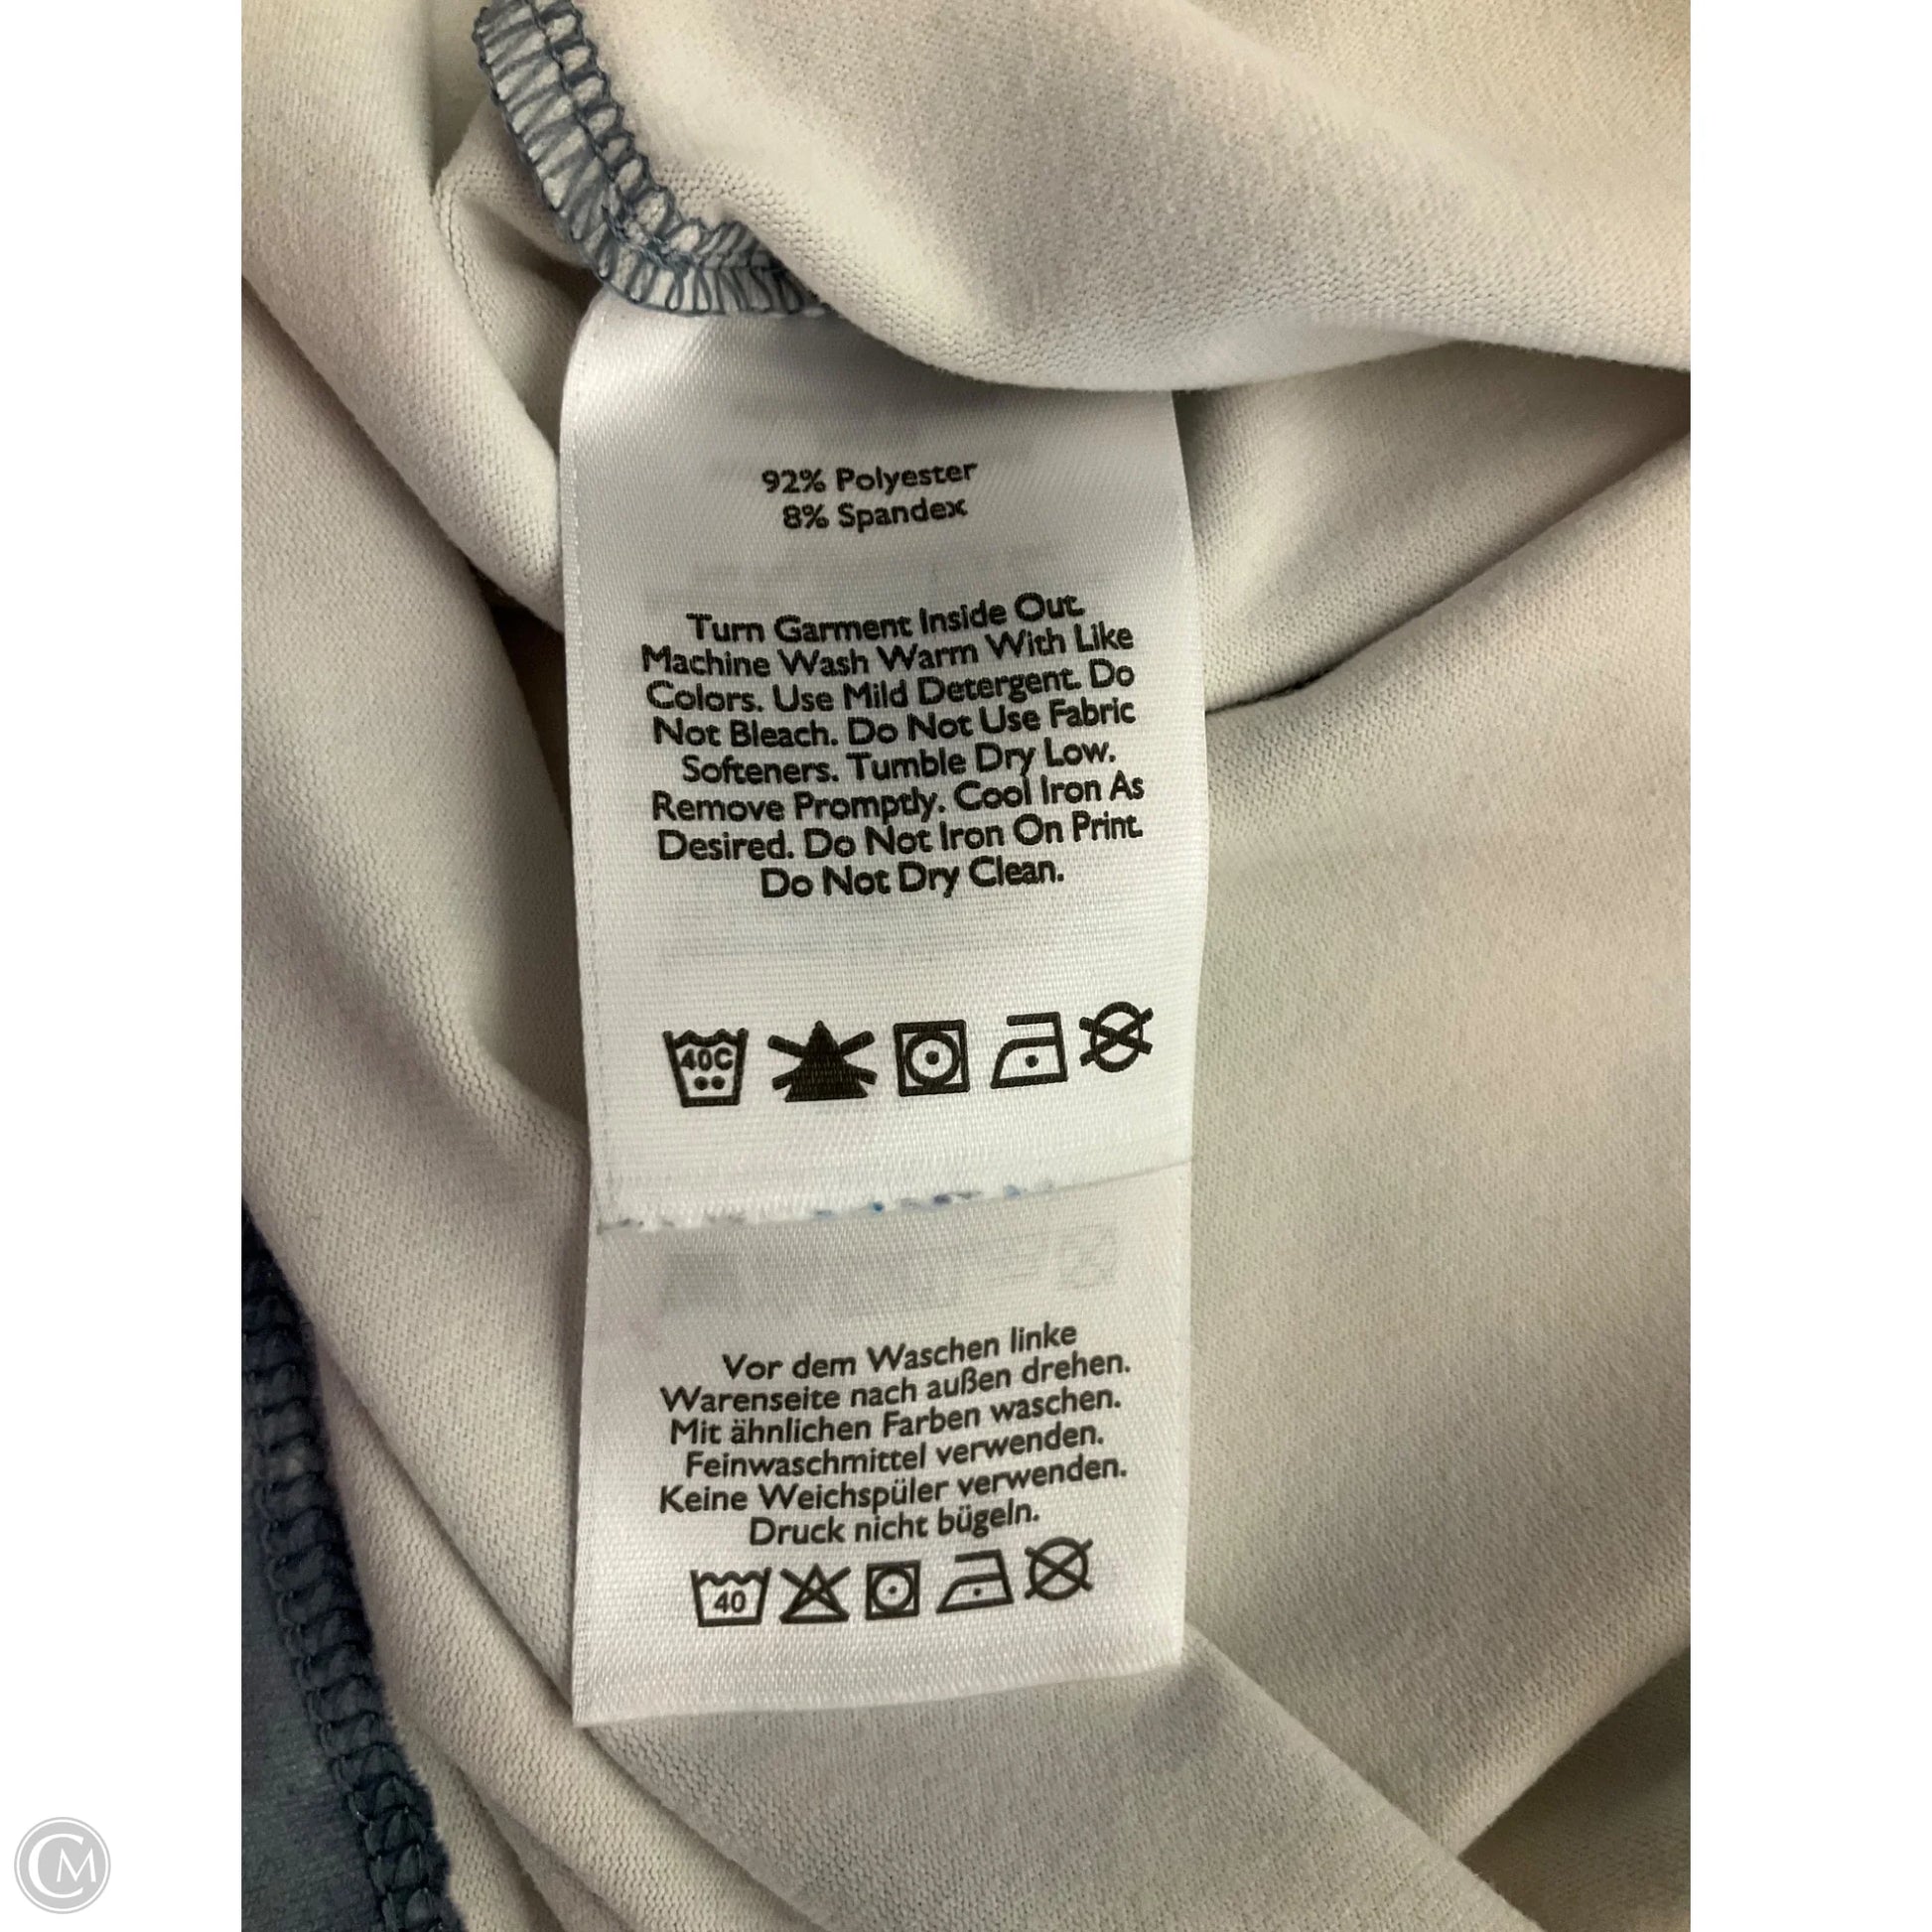 92% Polyester
8% Spandex
Turn Garment Inside Out.
Machine Wash Warm With Like
Colors. Use Mild Detergent. Do
Not Bleach. Do Not Use Fabric
Softeners. Tumble Dry Low.
Remove Promptly. Cool Iron As
Desired. Do Not Iron On Print.
Do Not Dry Clean.
40C
Vor dem Waschen linke
Warenseite nach außen drehen.
Mit ähnlichen Farben waschen.
Feinwaschmittel verwenden.
Keine Weichspüler verwenden.
Druck nicht bügeln.
40
CM